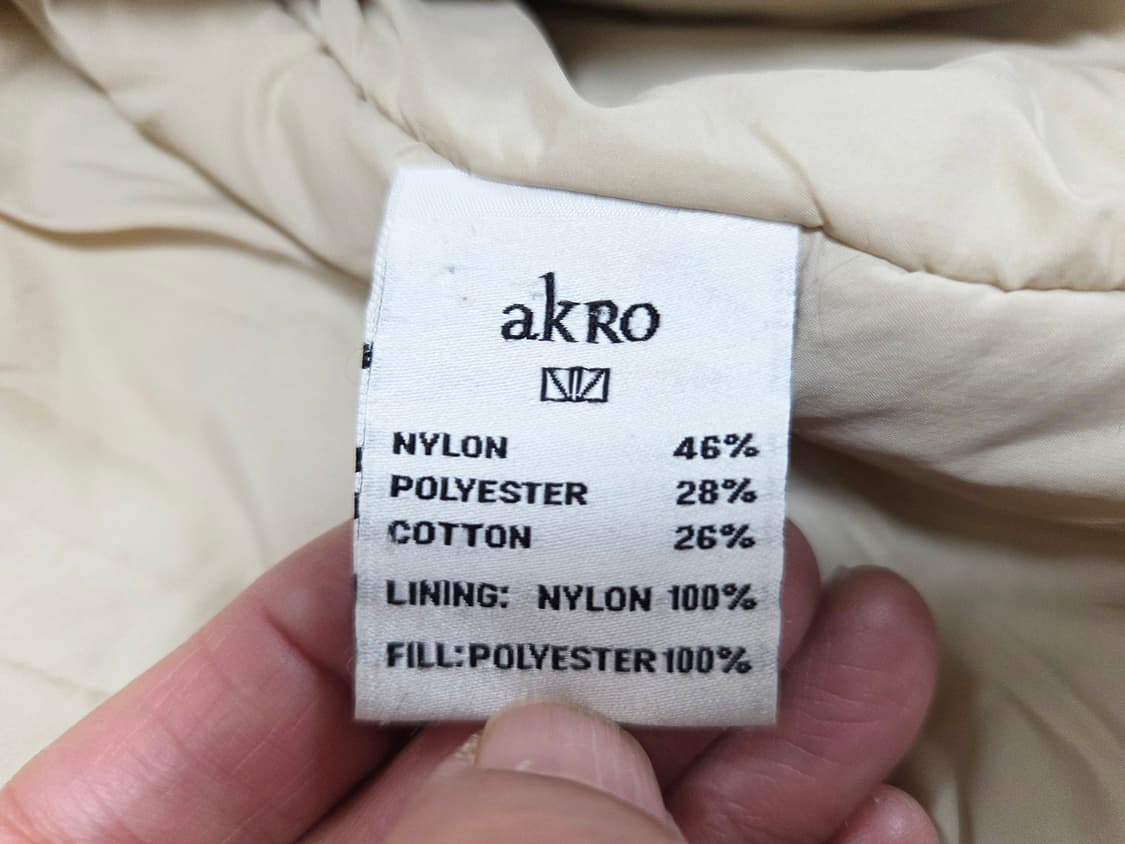 akRO
NYLON 46%
POLYESTER 28%
COTTON 26%
LINING: NYLON 100%
FILL:POLYESTER 100%